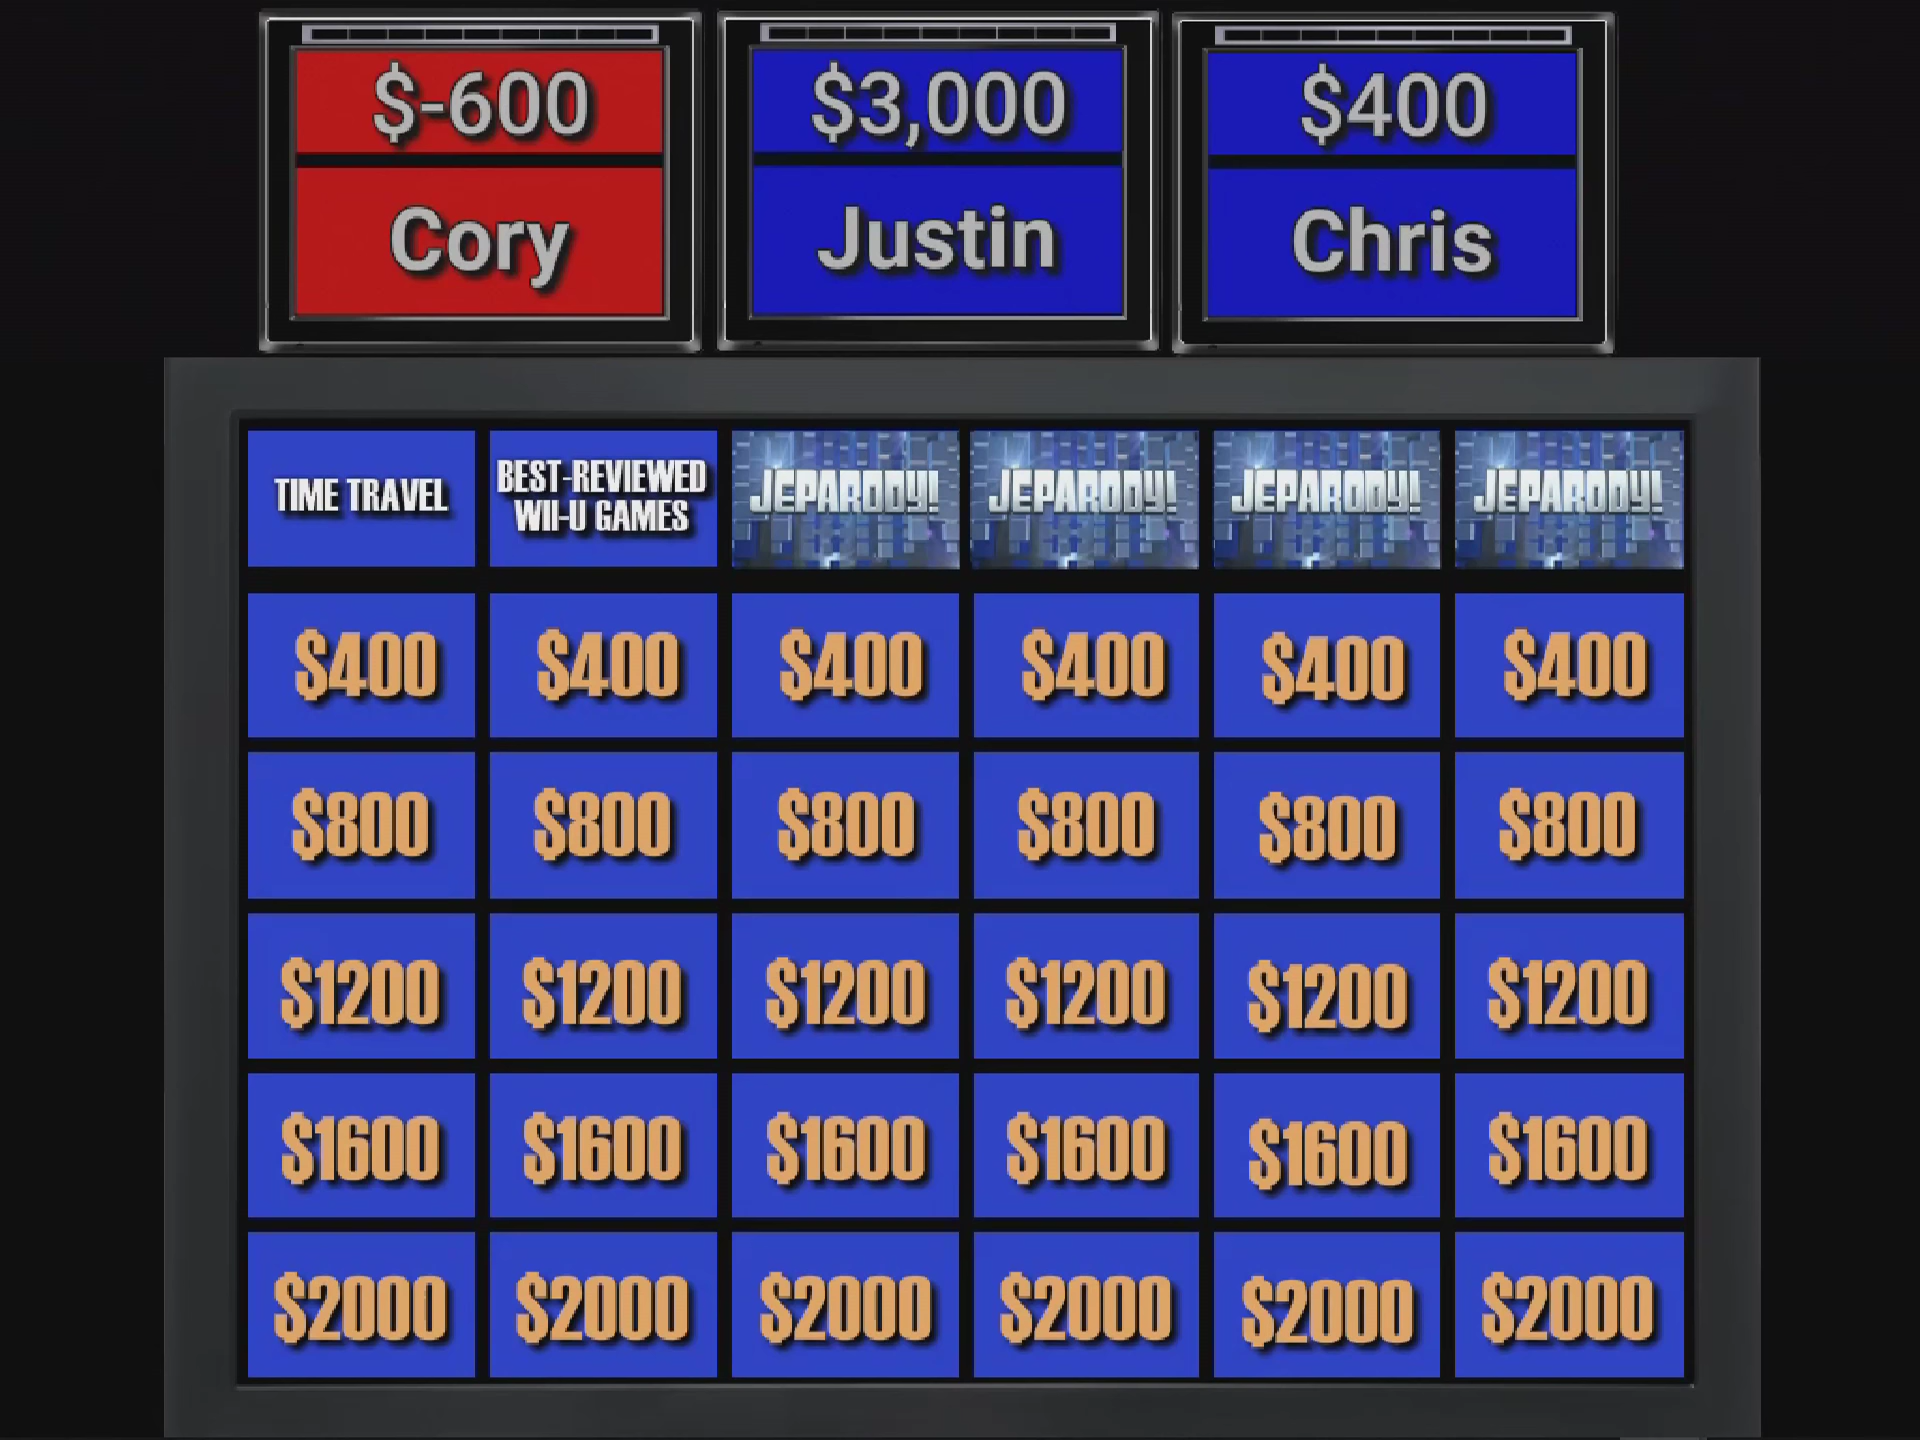 $-600 $3,000 $400
Cory Justin Chris
TIME TRAVEL
BEST-REVIEWED
WII-U GAMES
JEPARODY! JEPARODY! JEPARODY! JEPARODY!
$400 $400 $400 $400 $400 $400
$800 $800 $800 $800 $800 $800
$1200 $1200 $1200 $1200 $1200 $1200
$1600 $1600 $1600 $1600 $1600 $1600
$2000 $2000 $2000 $2000 $2000 $2000